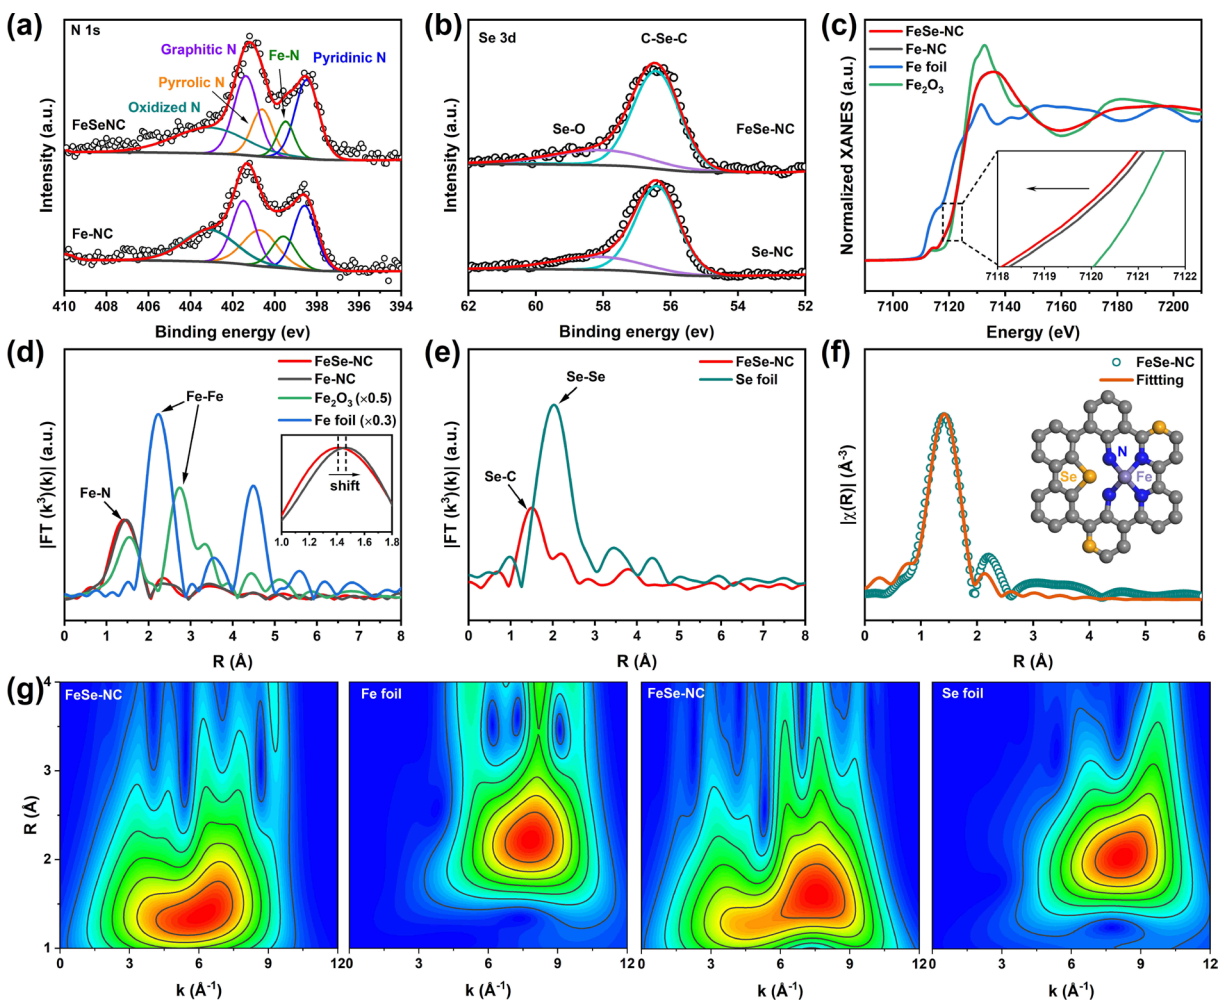 (a)
N 1s
Graphitic N
Fe-N
Pyridinic N
Pyrrolic N
Oxidized N
FeSeNC
Fe-NC
Intensity (a.u.)
410 408 406 404 402 400 398 396 394
Binding energy (ev)
(b)
Se 3d
C-Se-C
Se-O
FeSe-NC
Se-NC
Intensity (a.u.)
62 60 58 56 54 52
Binding energy (ev)
(c)
FeSe-NC
Fe-NC
Fe foil
Fe2O3
Normalized XANES (a.u.)
7118 7119 7120 7121 7122
7100 7120 7140 7160 7180 7200
Energy (eV)
(d)
FeSe-NC
Fe-NC
Fe2O3 (×0.5)
Fe foil (×0.3)
Fe-Fe
Fe-N
shift
1.0 1.2 1.4 1.6 1.8
|FT (k3)(k)| (a.u.)
0 1 2 3 4 5 6 7 8
R (Å)
(e)
FeSe-NC
Se foil
Se-Se
Se-C
|FT (k3)(k)| (a.u.)
0 1 2 3 4 5 6 7 8
R (Å)
(f)
FeSe-NC
Fittting
N
Se
Fe
|χ(R)| (Å-3)
0 1 2 3 4 5 6
R (Å)
(g)
FeSe-NC
Fe foil
FeSe-NC
Se foil
R (Å)
4
3
2
1
0 3 6 9 12
0 3 6 9 12
0 3 6 9 12
0 3 6 9 12
k (Å-1)
k (Å-1)
k (Å-1)
k (Å-1)